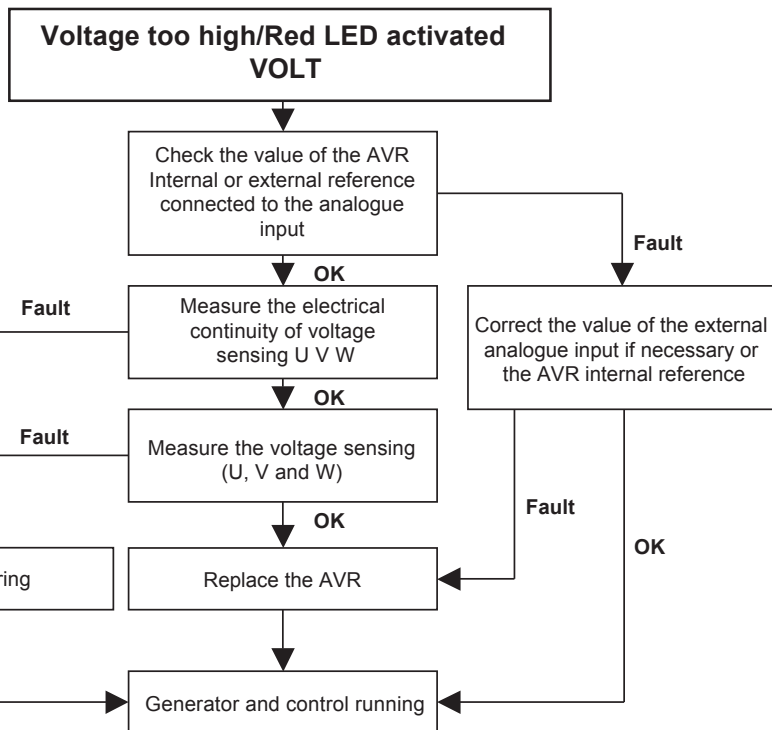 Voltage too high/Red LED activated
VOLT
Check the value of the AVR
Internal or external reference
connected to the analogue
input
Fault
OK
Fault
Measure the electrical
continuity of voltage
sensing U V W
Correct the value of the external
analogue input if necessary or
the AVR internal reference
OK
Fault
Measure the voltage sensing
(U, V and W)
Fault
OK
OK
ring
Replace the AVR
Generator and control running